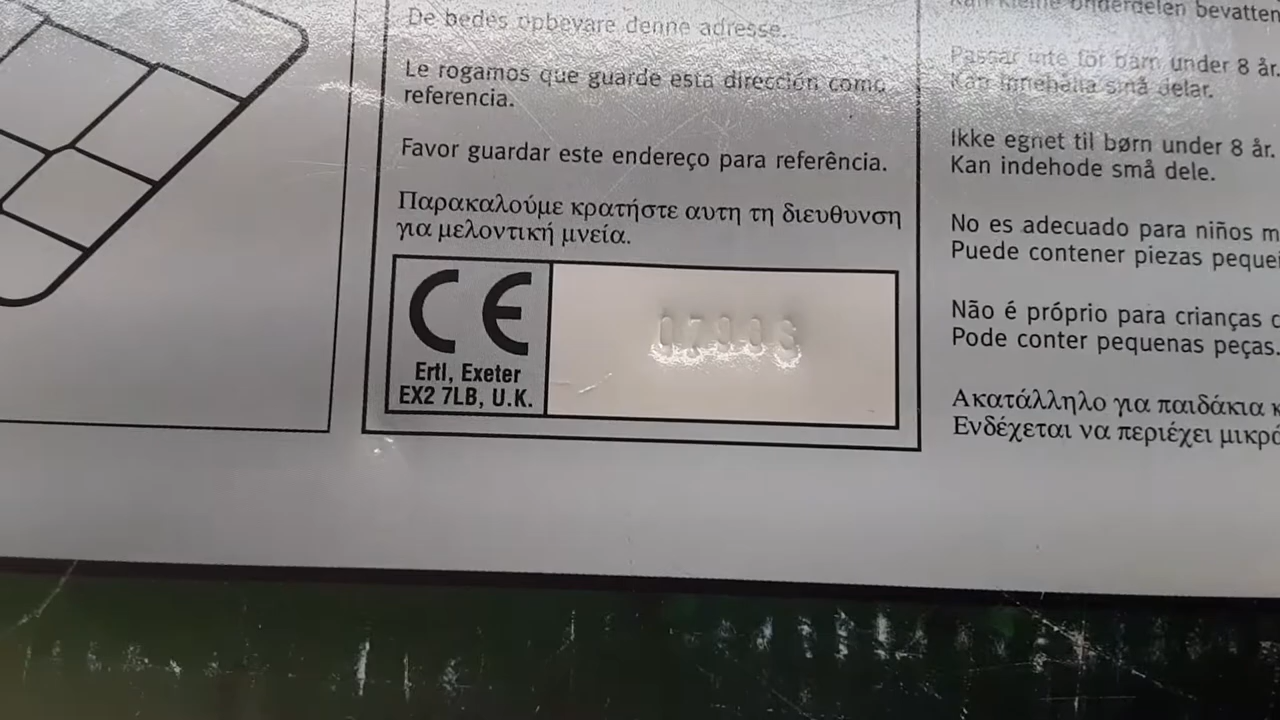 De bedes opbevare denne adresse.
Le rogamos que guarde esta dirección como
referencia.
Favor guardar este endereço para referência.
Παρακαλούμε κρατήστε αυτη τη διευθυνση
για μελοντική μνεία.
CE
Ertl, Exeter
EX2 7LB, U.K.
Kan kleine onderdelen bevatten
Passar inte för barn under 8 år.
Kan innehålla små delar.
Ikke egnet til børn under 8 år.
Kan indehode små dele.
No es adecuado para niños
Puede contener piezas
Não é próprio para crianças
Pode conter pequenas peças.
Ακατάλληλο για παιδάκια
Ενδέχεται να περιέχει